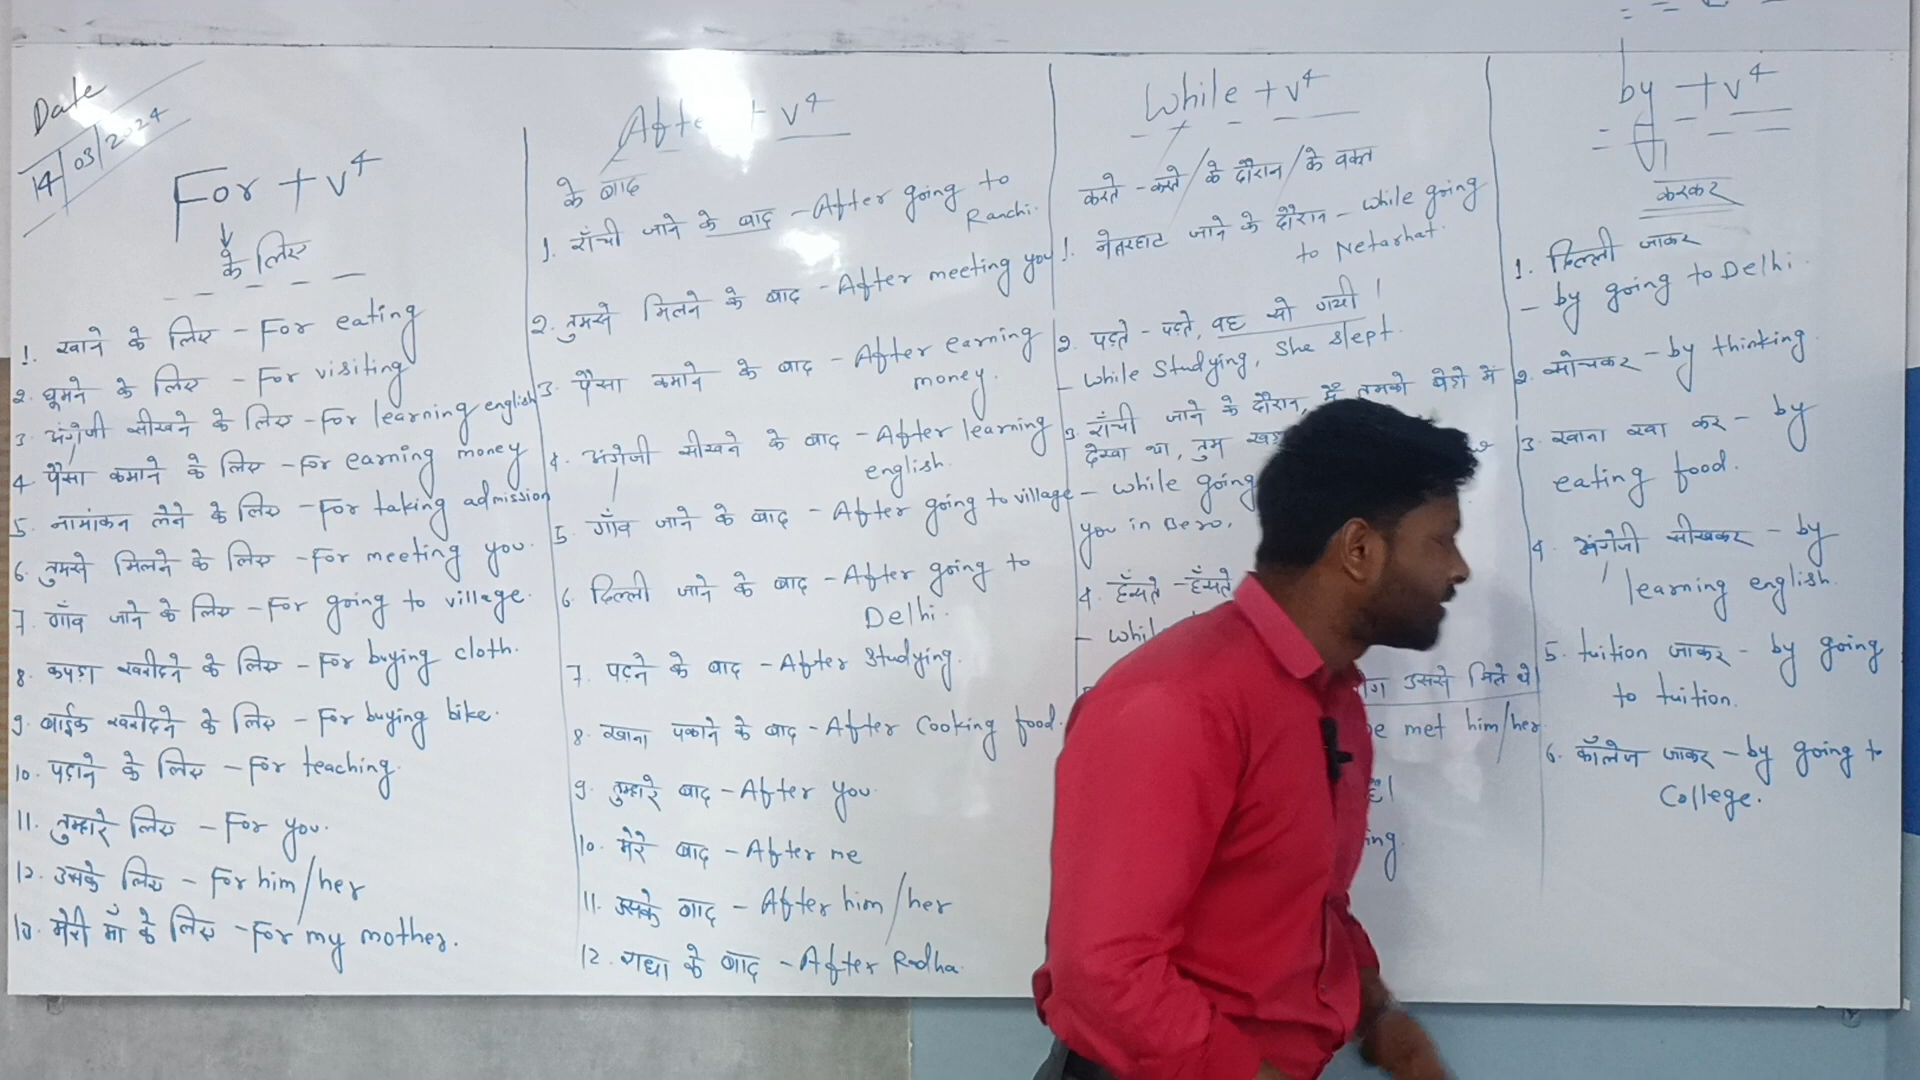 Date
14/03/2024
For + v4
के लिए
1. खाने के लिए - For eating
2. घूमने के लिए - For visiting
3. अंग्रेजी सीखने के लिए - For learning english
4. पैसा कमाने के लिए - For earning money
5. नामांकन लेने के लिए - For taking admission
6. तुमसे मिलने के लिए - For meeting you.
7. गाँव जाने के लिए - For going to village.
8. कपड़ा खरीदने के लिए - For buying cloth.
9. बाईक खरीदने के लिए - For buying bike.
10. पढ़ाने के लिए - For teaching.
11. तुम्हारे लिए - For you.
12. उसके लिए - For him/her
13. मेरी माँ के लिए - For my mother.
After + v4
के बाद
1. राँची जाने के बाद - After going to
Ranchi.
2. तुमसे मिलने के बाद - After meeting you
3. पैसा कमाने के बाद - After earning
money.
4. अंग्रेजी सीखने के बाद - After learning
english.
5. गाँव जाने के बाद - After going to village
6. दिल्ली जाने के बाद - After going to
Delhi.
7. पढ़ने के बाद - After Studying.
8. खाना पकाने के बाद - After Cooking food.
9. तुम्हारे बाद - After you.
10. मेरे बाद - After me
11. उसके बाद - After him/her
12. राधा के बाद - After Radha.
While + v4
करते - करते/के दौरान/के वक्त
1. नेतरहाट जाने के दौरान - while going
to Netarhat.
2. पढ़ते - पढ़ते, वह सो गयी।
- while Studying, She slept.
3 राँची जाने के दौरान, मैं तुमको बेड़ो में
देखा था, तुम
- while going
you in Bero.
4. हँसते - हँसते
- whil
उससे मिले थे।
met him/her.
हैं।
ing.
by + v4
करकर
1. दिल्ली जाकर
- by going to Delhi.
2. सोचकर - by thinking.
3. खाना खा कर - by
eating food.
4. अंग्रेजी सीखकर - by
learning english.
5. tuition जाकर - by going
to tuition.
6. कॉलेज जाकर - by going to
College.